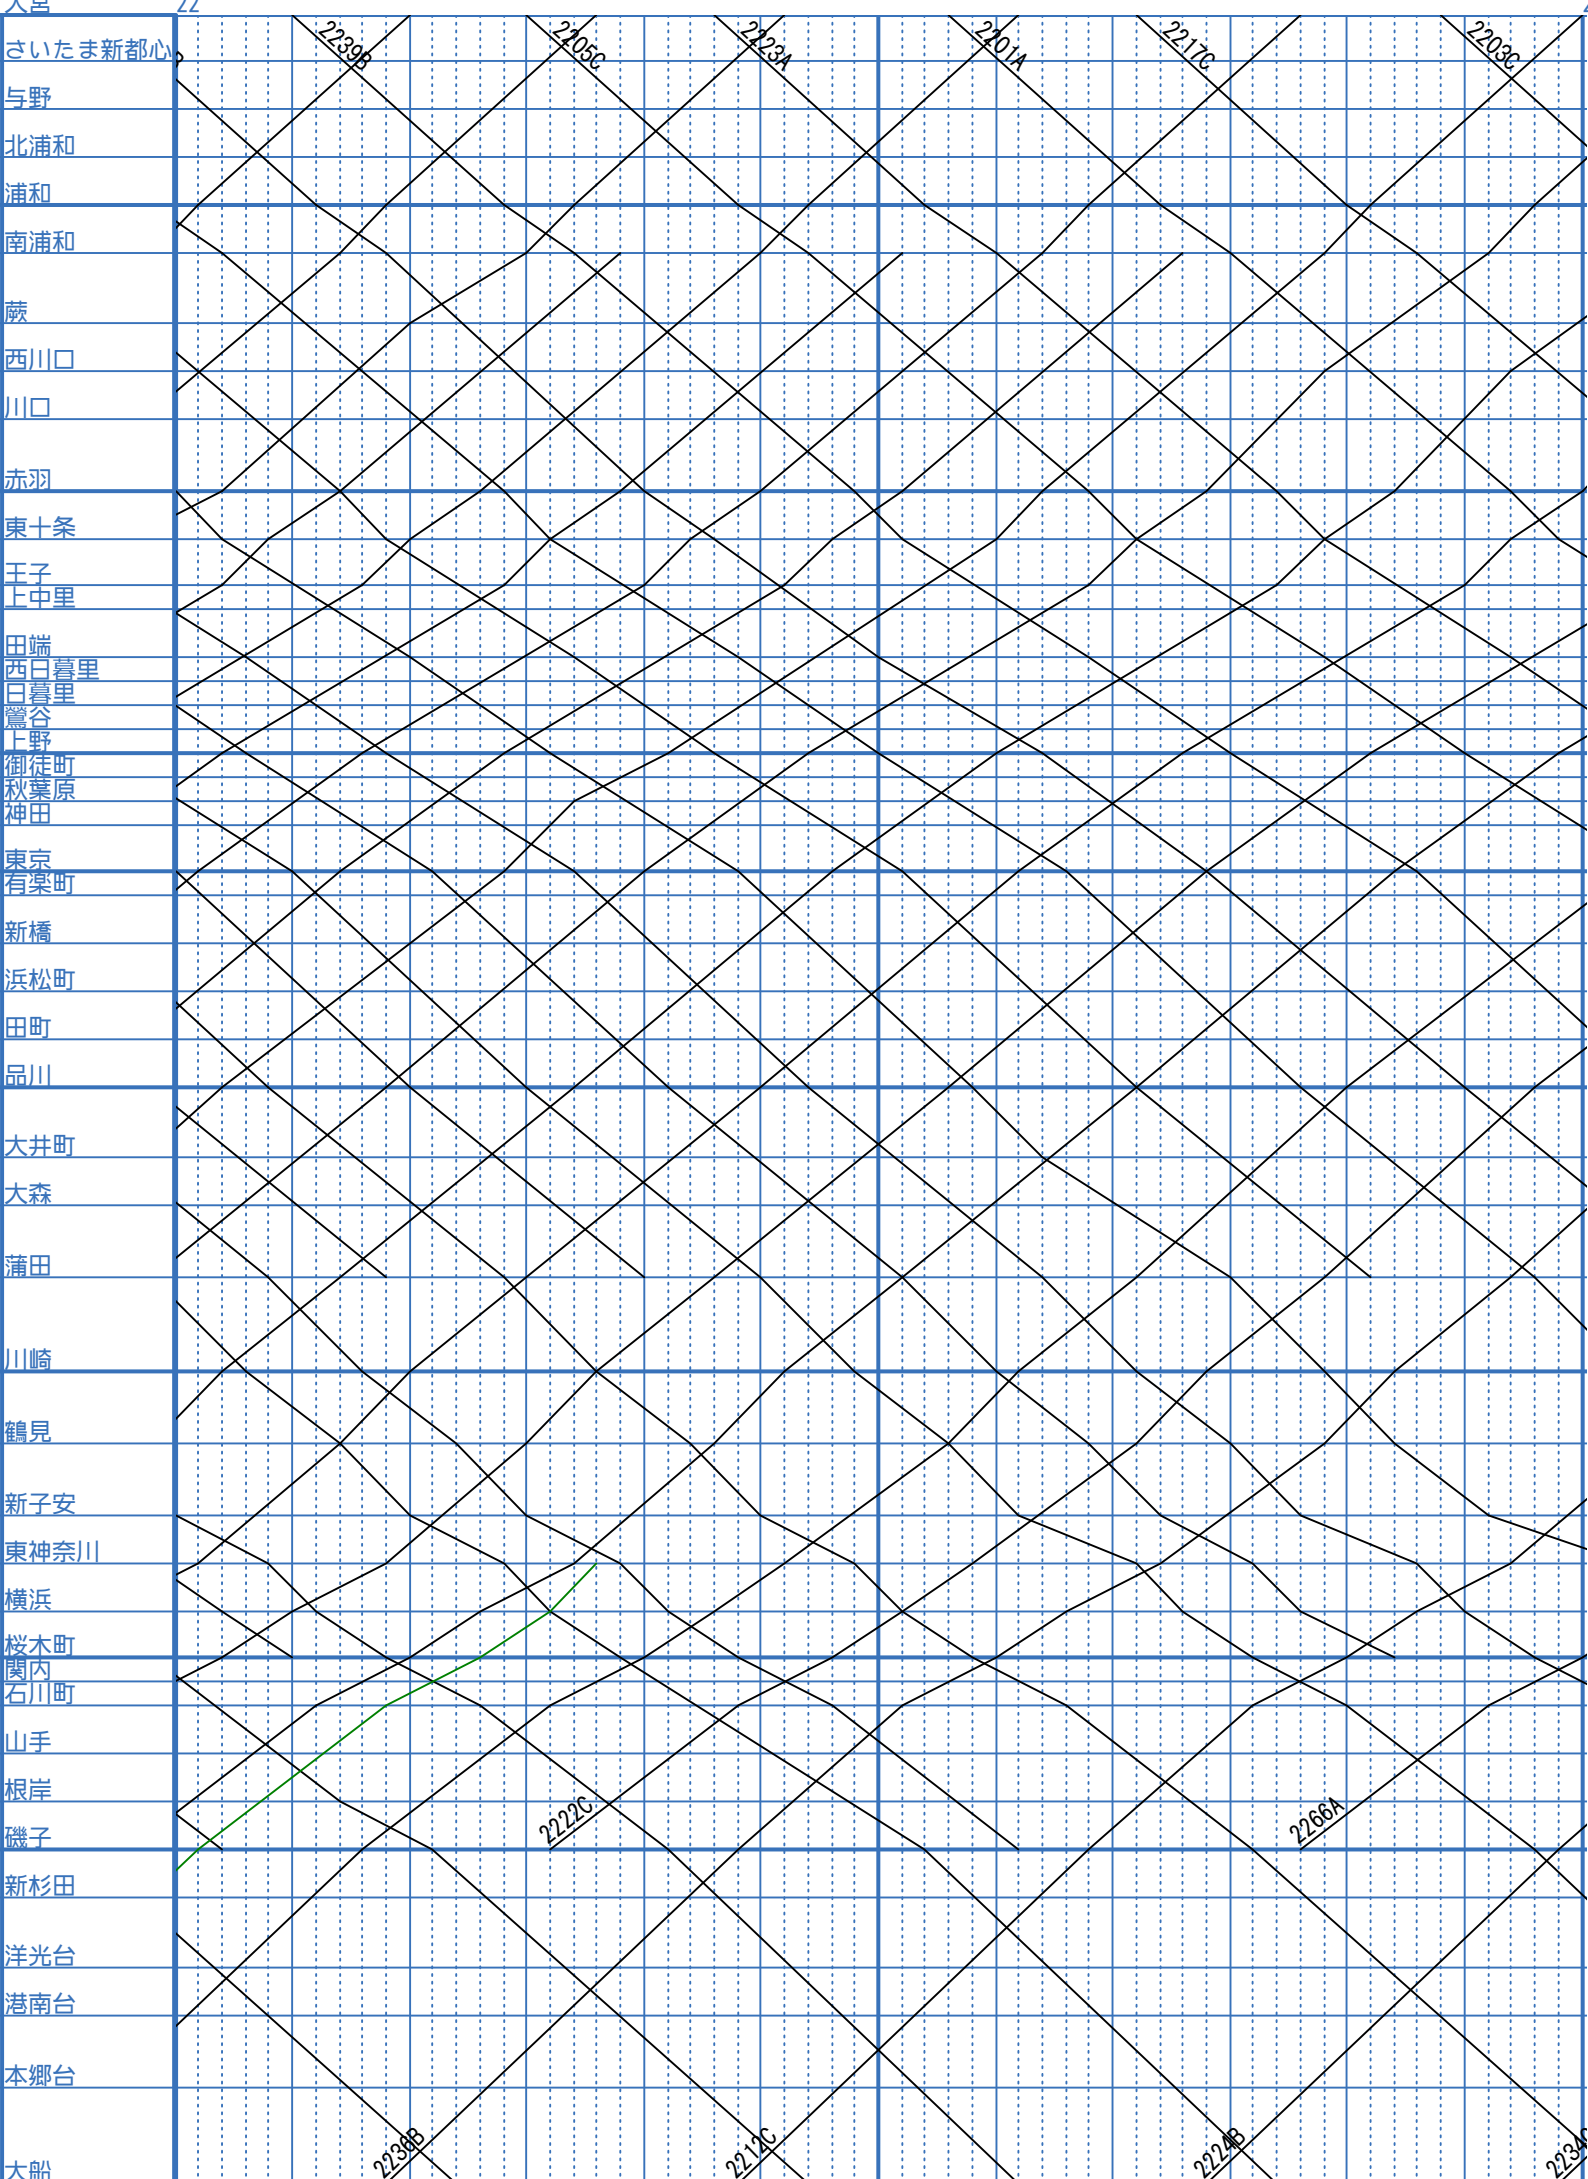 大宮 22
さいたま新都心
与野
北浦和
浦和
南浦和
蕨
西川口
川口
赤羽
東十条
王子
上中里
田端
西日暮里
日暮里
鶯谷
上野
御徒町
秋葉原
神田
東京
有楽町
新橋
浜松町
田町
品川
大井町
大森
蒲田
川崎
鶴見
新子安
東神奈川
横浜
桜木町
関内
石川町
山手
根岸
磯子
新杉田
洋光台
港南台
本郷台
大船
2239B
2205C
2223A
2201A
2217C
2203C
2222C
2266A
2236B
2212C
2224B